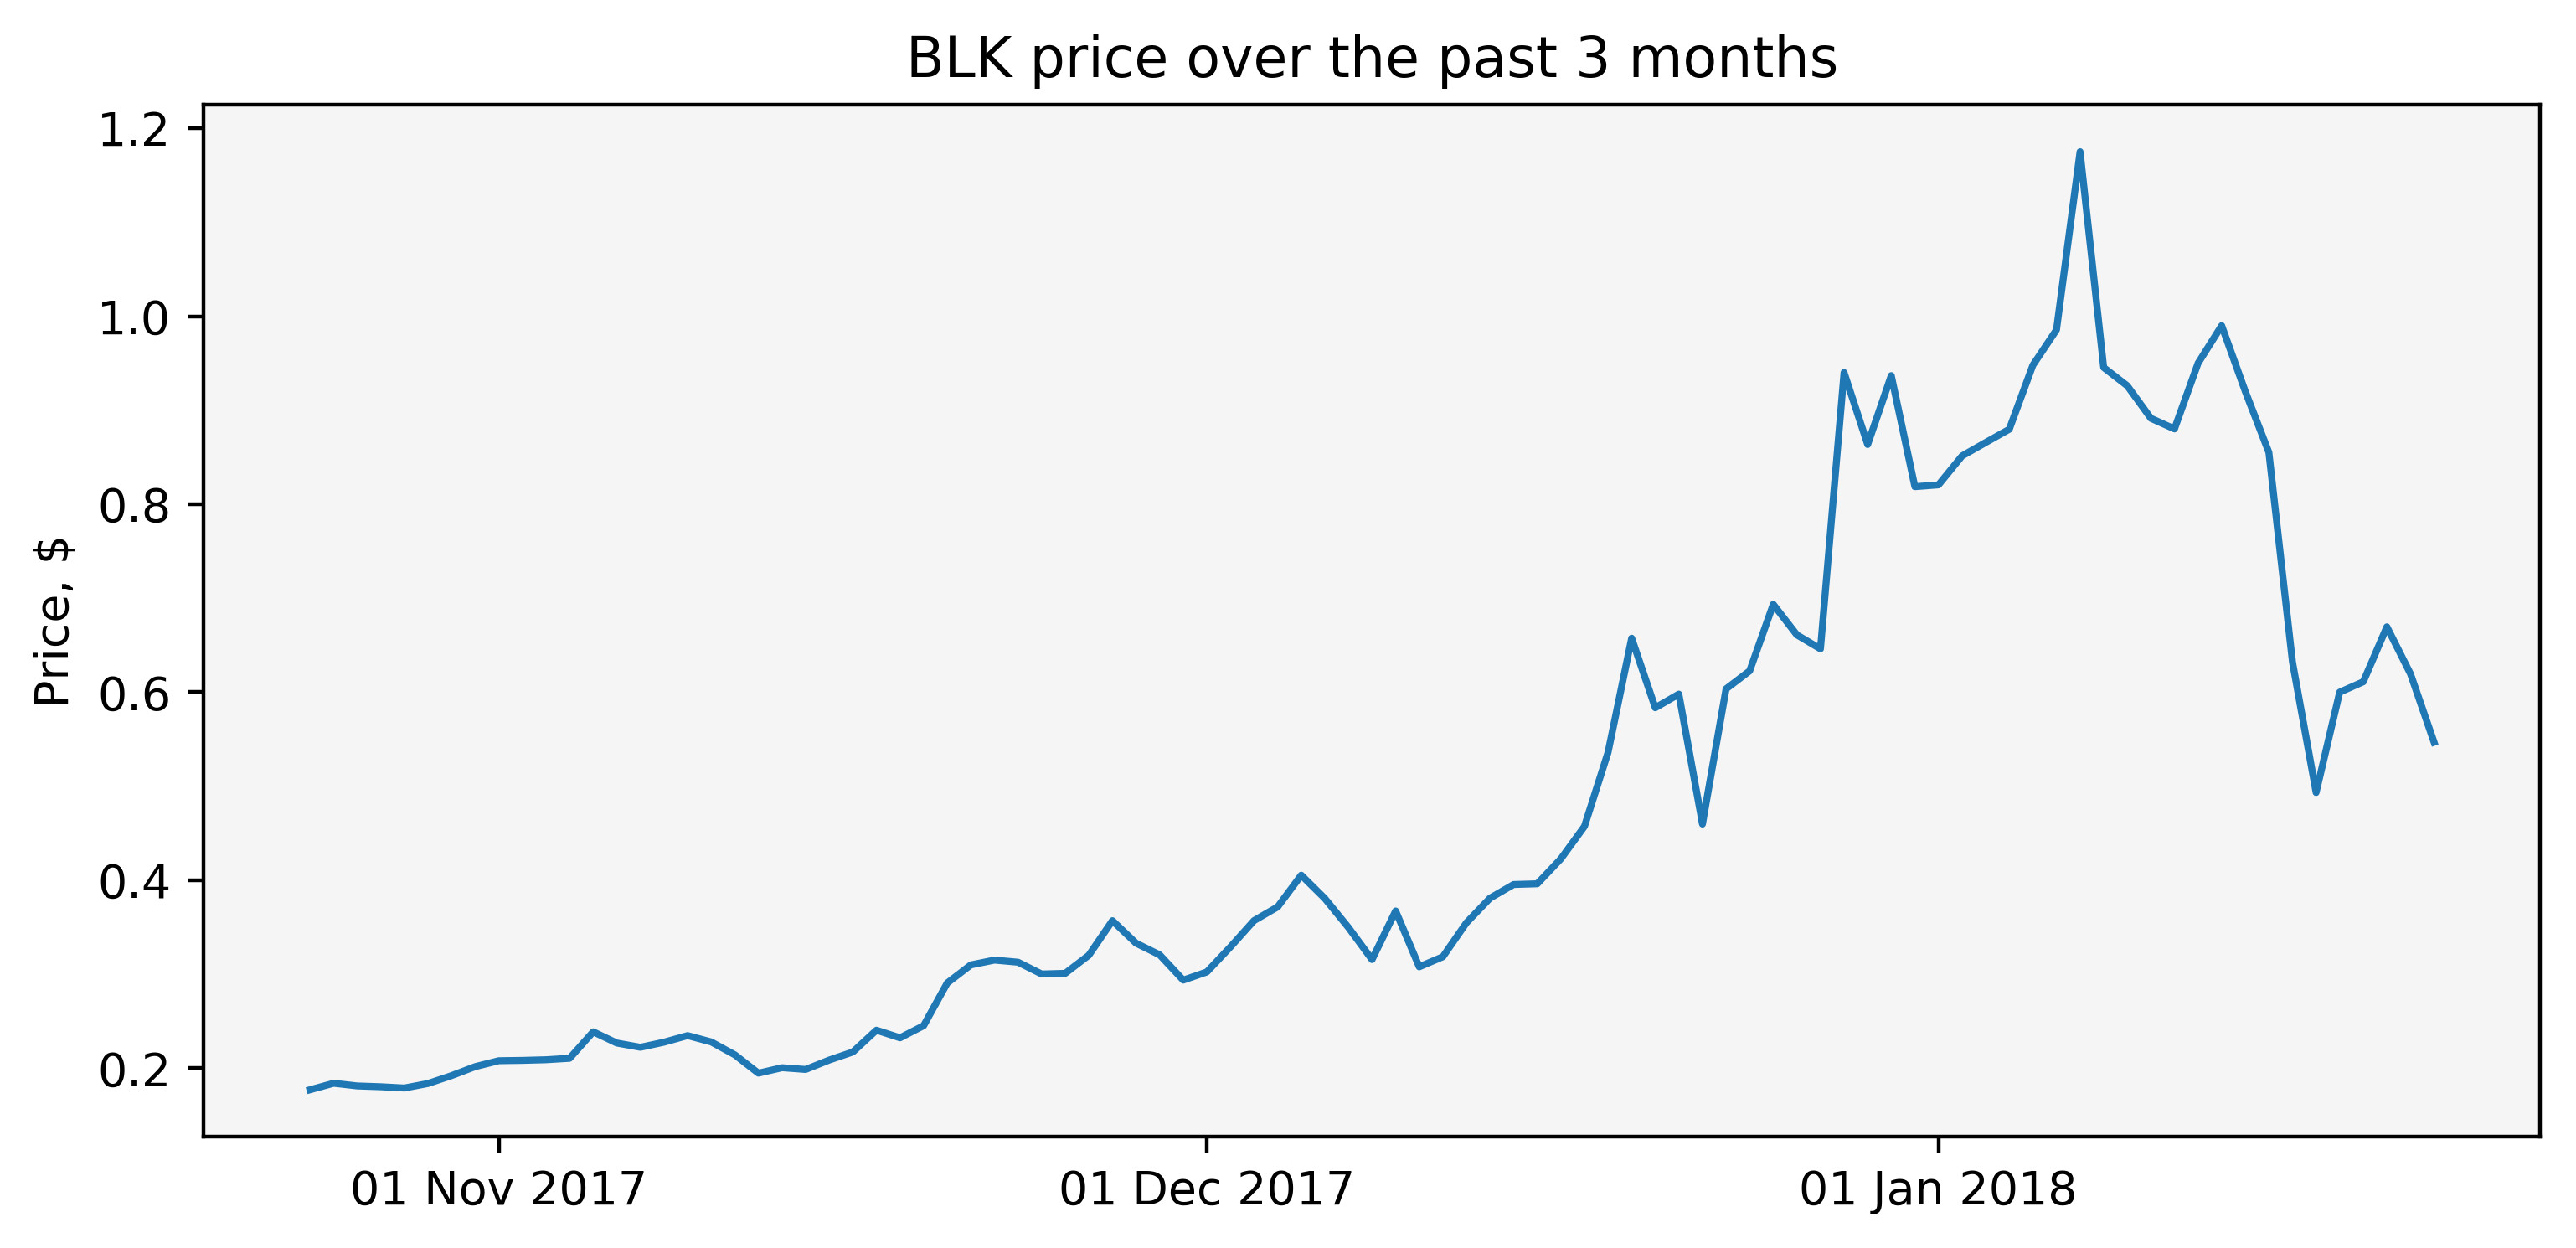 BLK price over the past 3 months
1.2
1.0
0.8
0.6
0.4
0.2
Price, $
01 Nov 2017
01 Dec 2017
01 Jan 2018